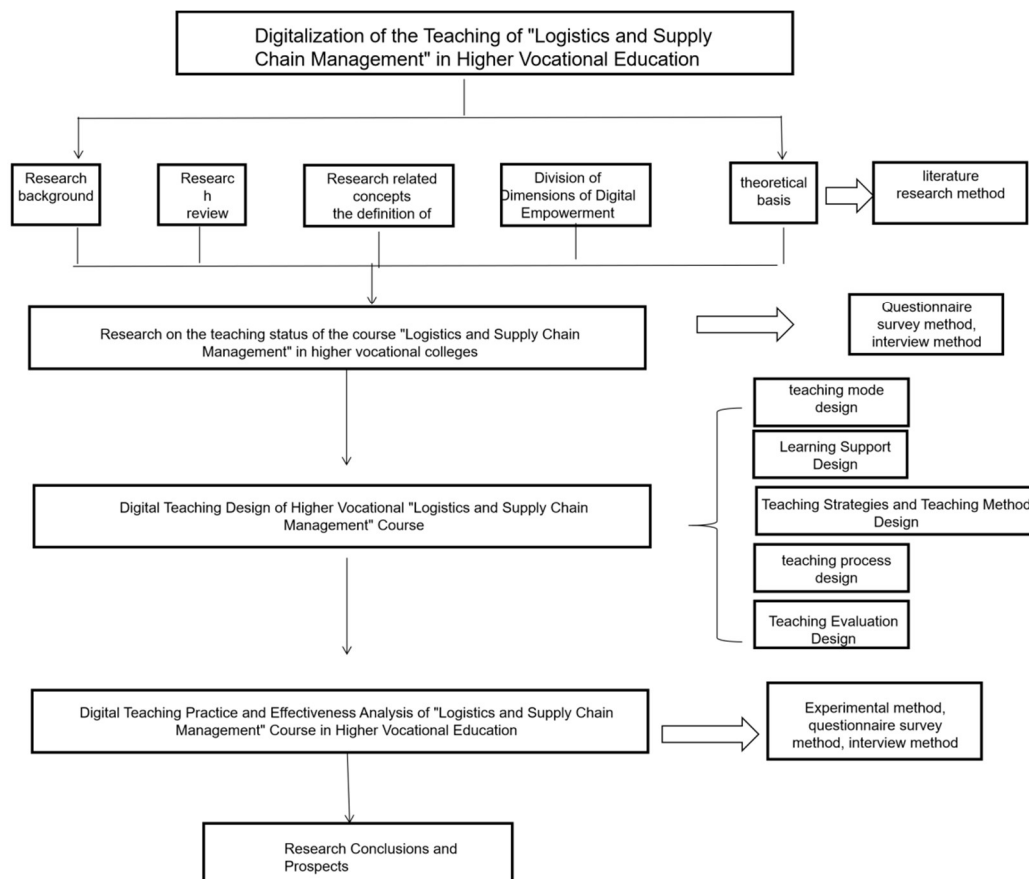 Digitalization of the Teaching of "Logistics and Supply
Chain Management" in Higher Vocational Education
Research
background
Researc
h
review
Research related
concepts
the definition of
Division of
Dimensions of Digital
Empowerment
theoretical
basis
literature
research method
Research on the teaching status of the course "Logistics and Supply Chain
Management" in higher vocational colleges
Questionnaire
survey method,
interview method
teaching mode
design
Learning Support
Design
Digital Teaching Design of Higher Vocational "Logistics and Supply Chain
Management" Course
Teaching Strategies and Teaching Method
Design
teaching process
design
Teaching Evaluation
Design
Digital Teaching Practice and Effectiveness Analysis of "Logistics and Supply Chain
Management" Course in Higher Vocational Education
Experimental method,
questionnaire survey
method, interview method
Research Conclusions and
Prospects